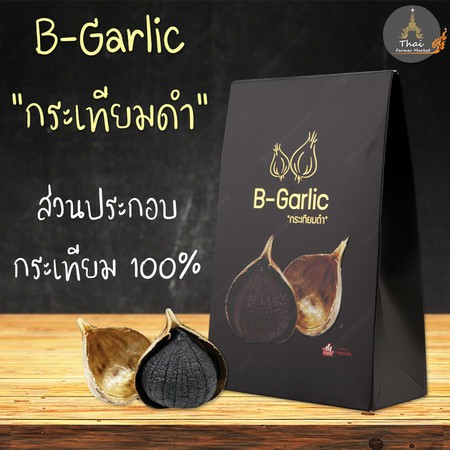 B-Garlic
"กระเทียมดำ"
ส่วนประกอบ
กระเทียม 100%
Thai
Farmer Market
B-Garlic
"กระเทียมดำ"